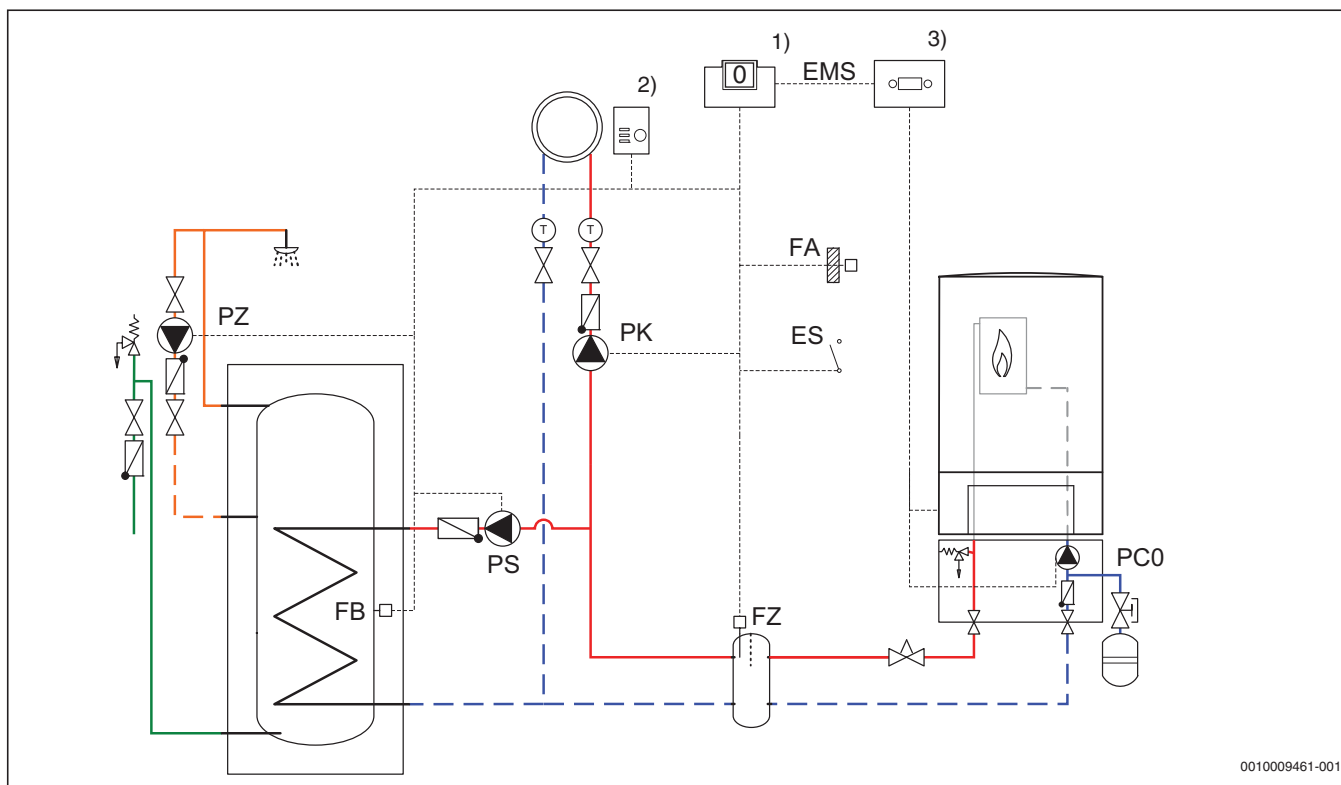 1)
3)
0
EMS
2)
T
T
FA
PZ
PK
ES
PS
PC0
FB
FZ
0010009461-001